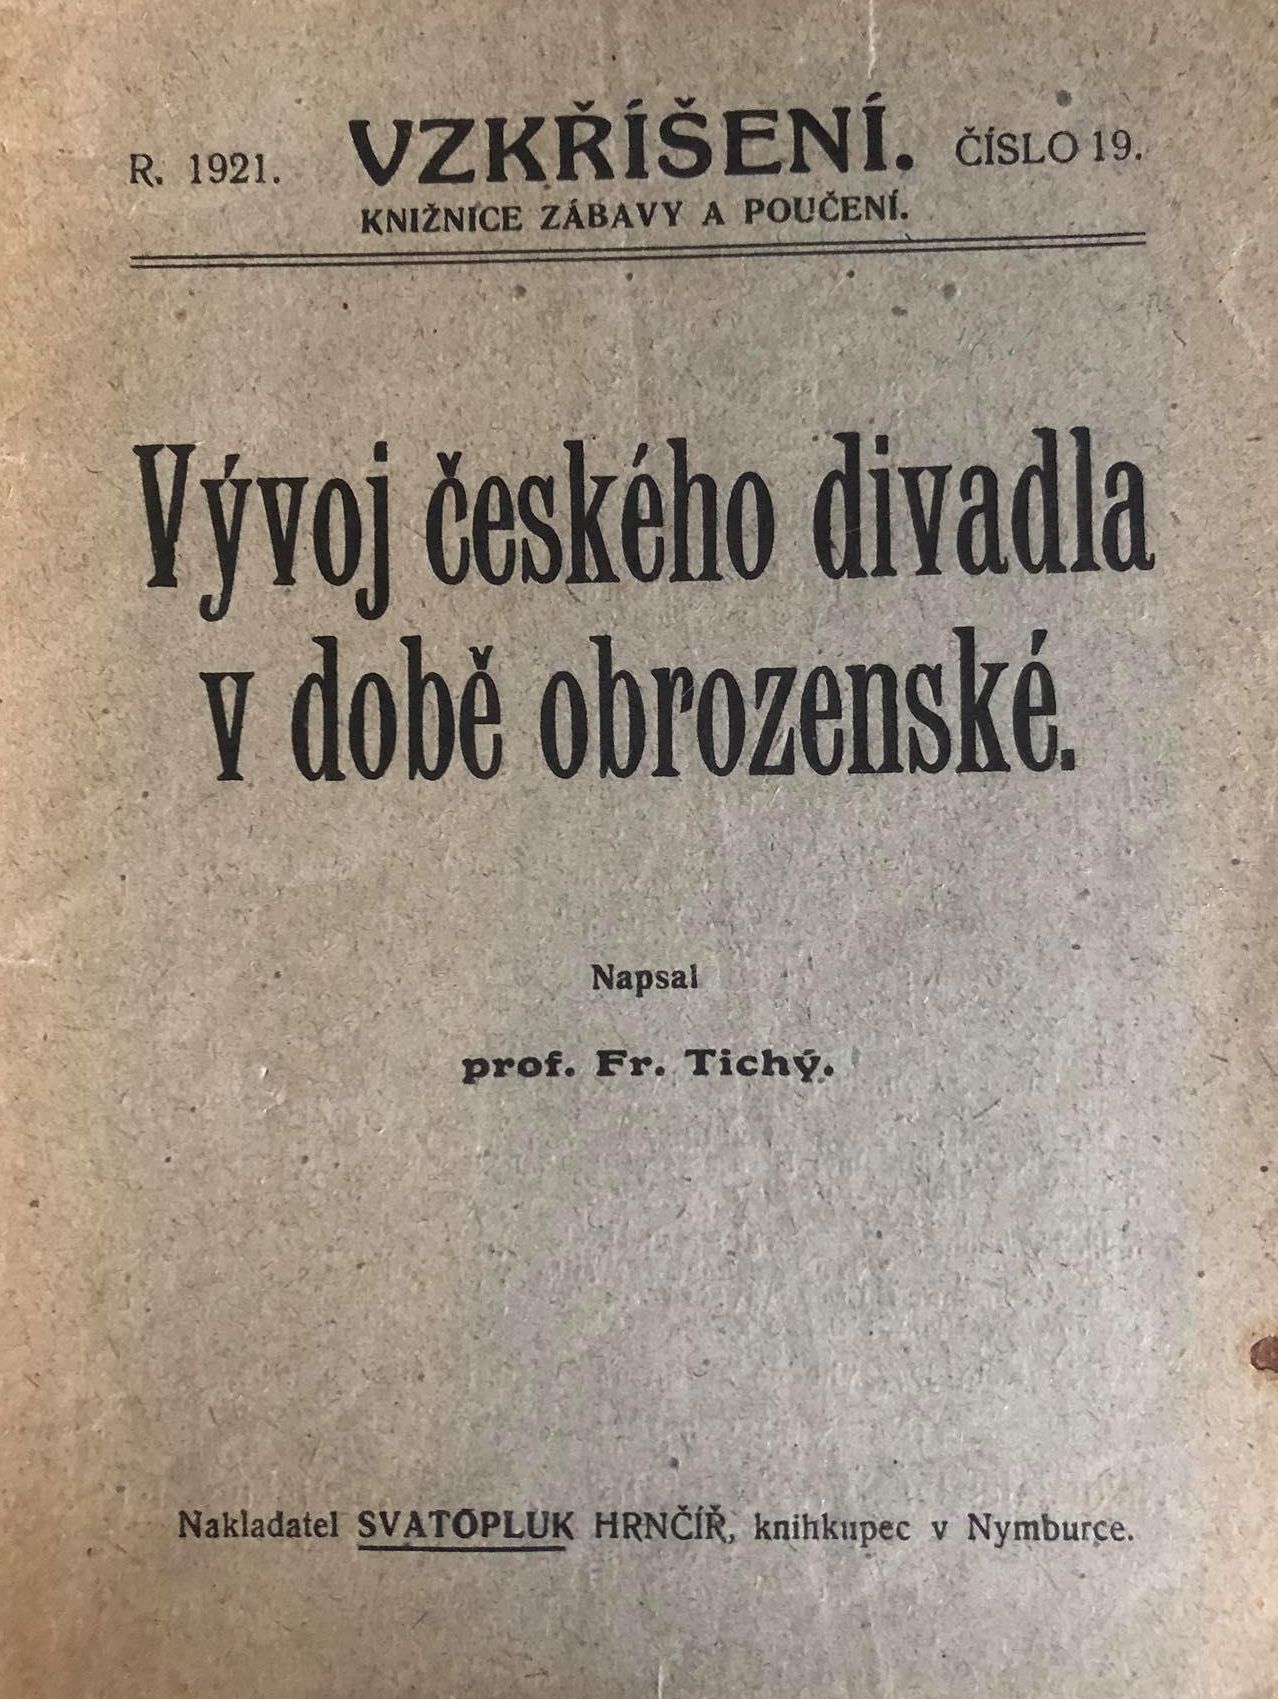 R. 1921. VZKŘÍŠENÍ. ČÍSLO 19.
KNIŽNICE ZÁBAVY A POUČENÍ.
Vývoj českého divadla
v době obrozenské.
Napsal
prof. Fr. Tichý.
Nakladatel SVATOPLUK HRNČÍŘ, knihkupec v Nymburce.